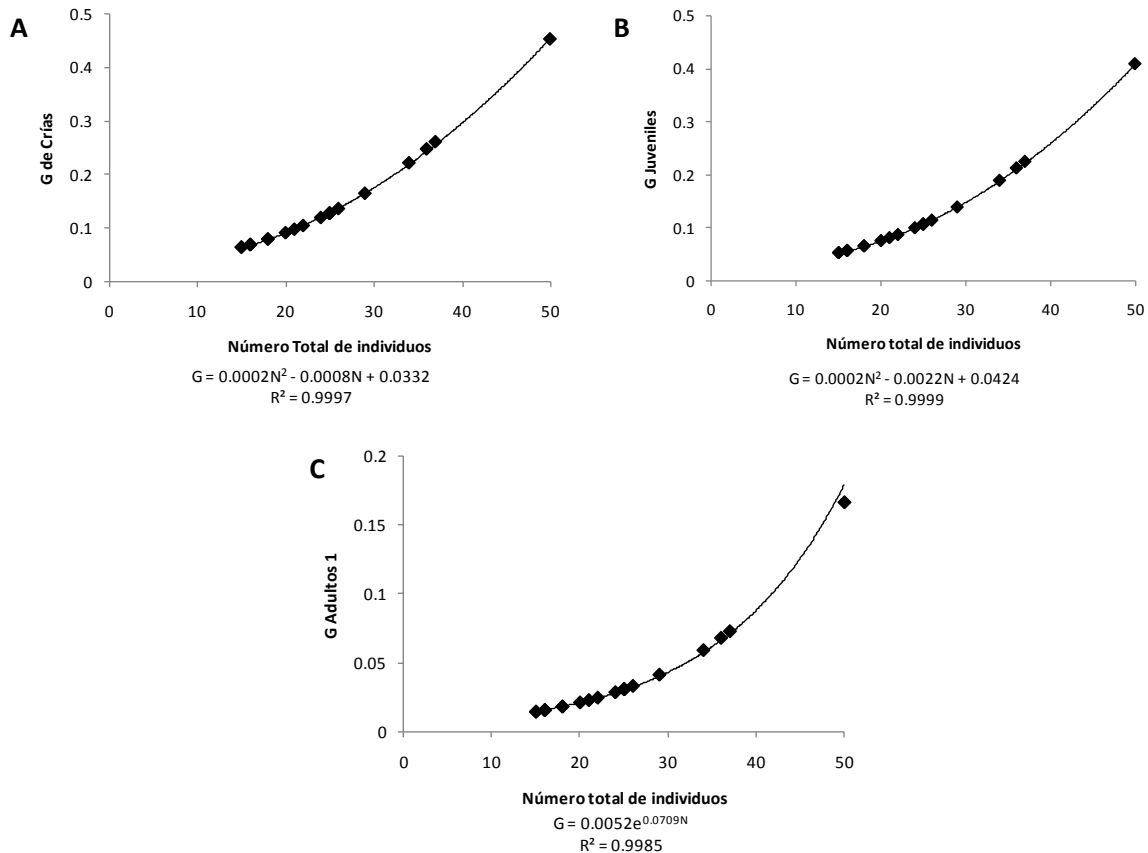 A
G de Crías
0.5
0.4
0.3
0.2
0.1
0
0 10 20 30 40 50
Número Total de individuos
G = 0.0002N² - 0.0008N + 0.0332
R² = 0.9997
B
G Juveniles
0.5
0.4
0.3
0.2
0.1
0
0 10 20 30 40 50
Número total de individuos
G = 0.0002N² - 0.0022N + 0.0424
R² = 0.9999
C
G Adultos 1
0.2
0.15
0.1
0.05
0
0 10 20 30 40 50
Número total de individuos
G = 0.0052e^0.0709N
R² = 0.9985